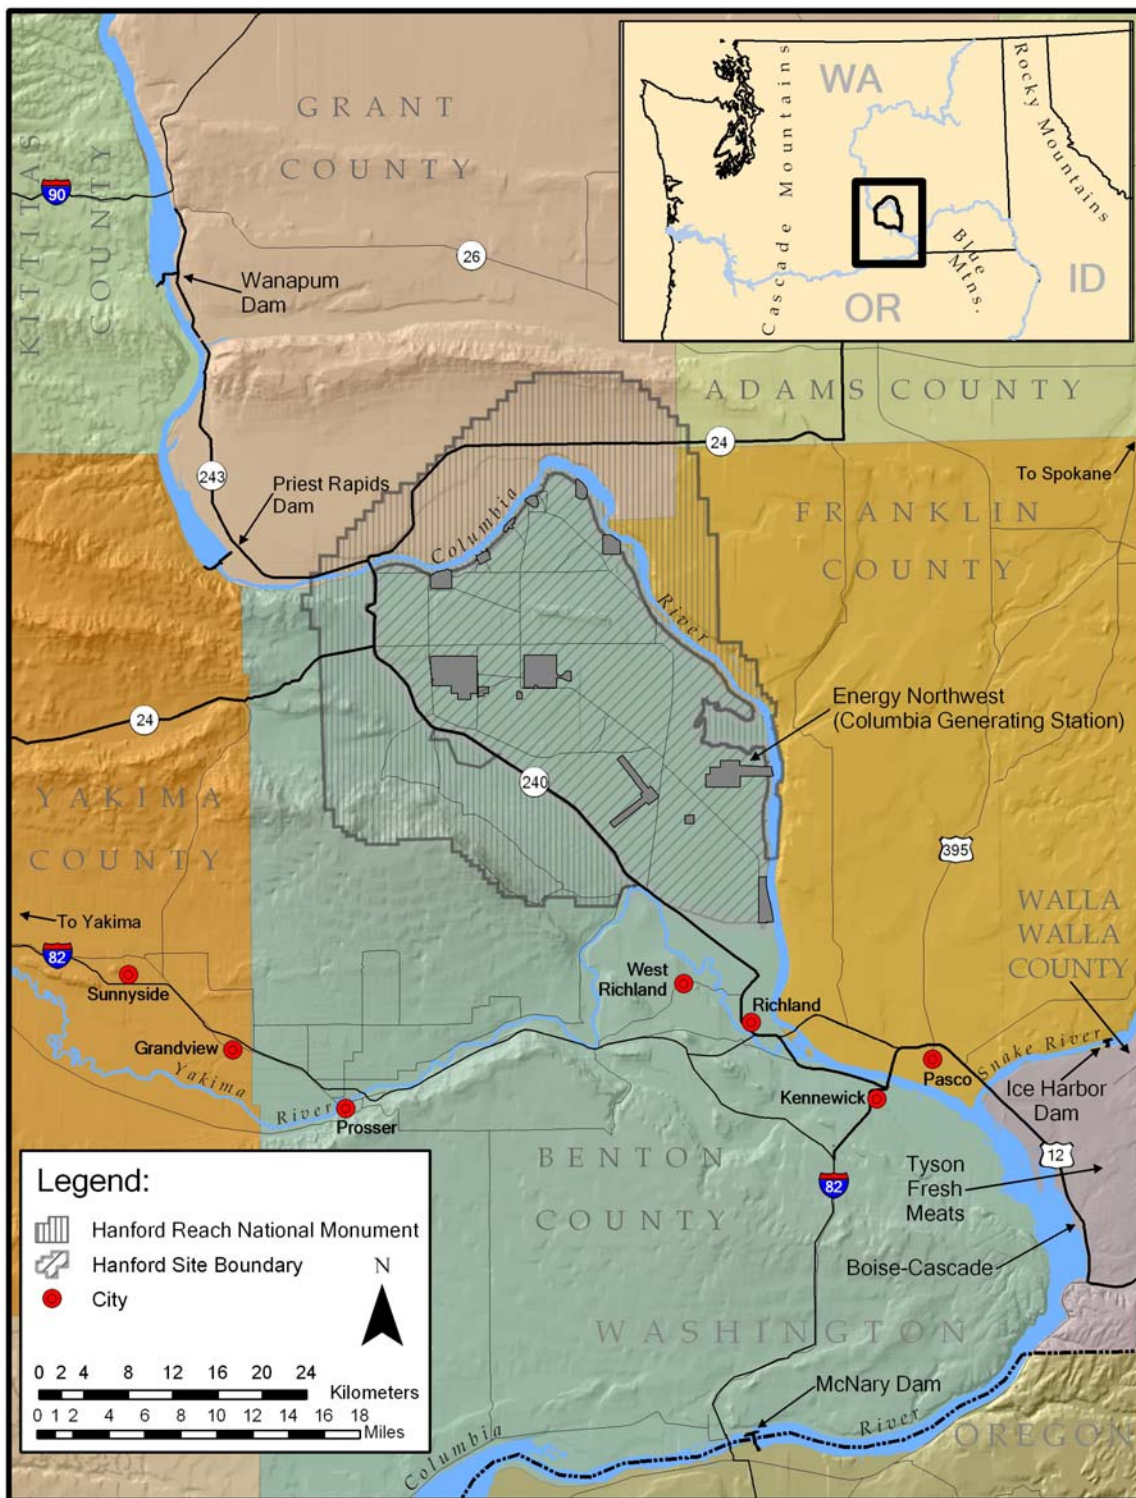 GRANT
COUNTY
KITTITAS
COUNTY
90
26
Wanapum
Dam
WA
OR
ID
Cascade Mountains
Rocky Mountains
Blue
Mtns.
ADAMS COUNTY
24
To Spokane
243
Priest Rapids
Dam
Columbia
River
FRANKLIN
COUNTY
Energy Northwest
(Columbia Generating Station)
24
240
YAKIMA
COUNTY
395
To Yakima
82
Sunnyside
Grandview
Yakima
River
Prosser
West
Richland
Richland
Kennewick
Pasco
Snake River
WALLA
WALLA
COUNTY
Ice Harbor
Dam
12
Tyson
Fresh
Meats
Boise-Cascade
BENTON
COUNTY
82
WASHINGTON
McNary Dam
Columbia
River
OREGON
Legend:
Hanford Reach National Monument
Hanford Site Boundary
City
N
0 2 4 8 12 16 20 24
Kilometers
0 1 2 4 6 8 10 12 14 16 18
Miles